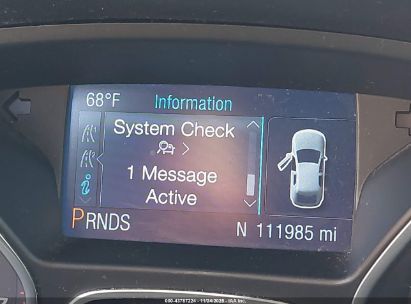 68°F Information
System Check
1 Message
Active
PRNDS N 111985 mi